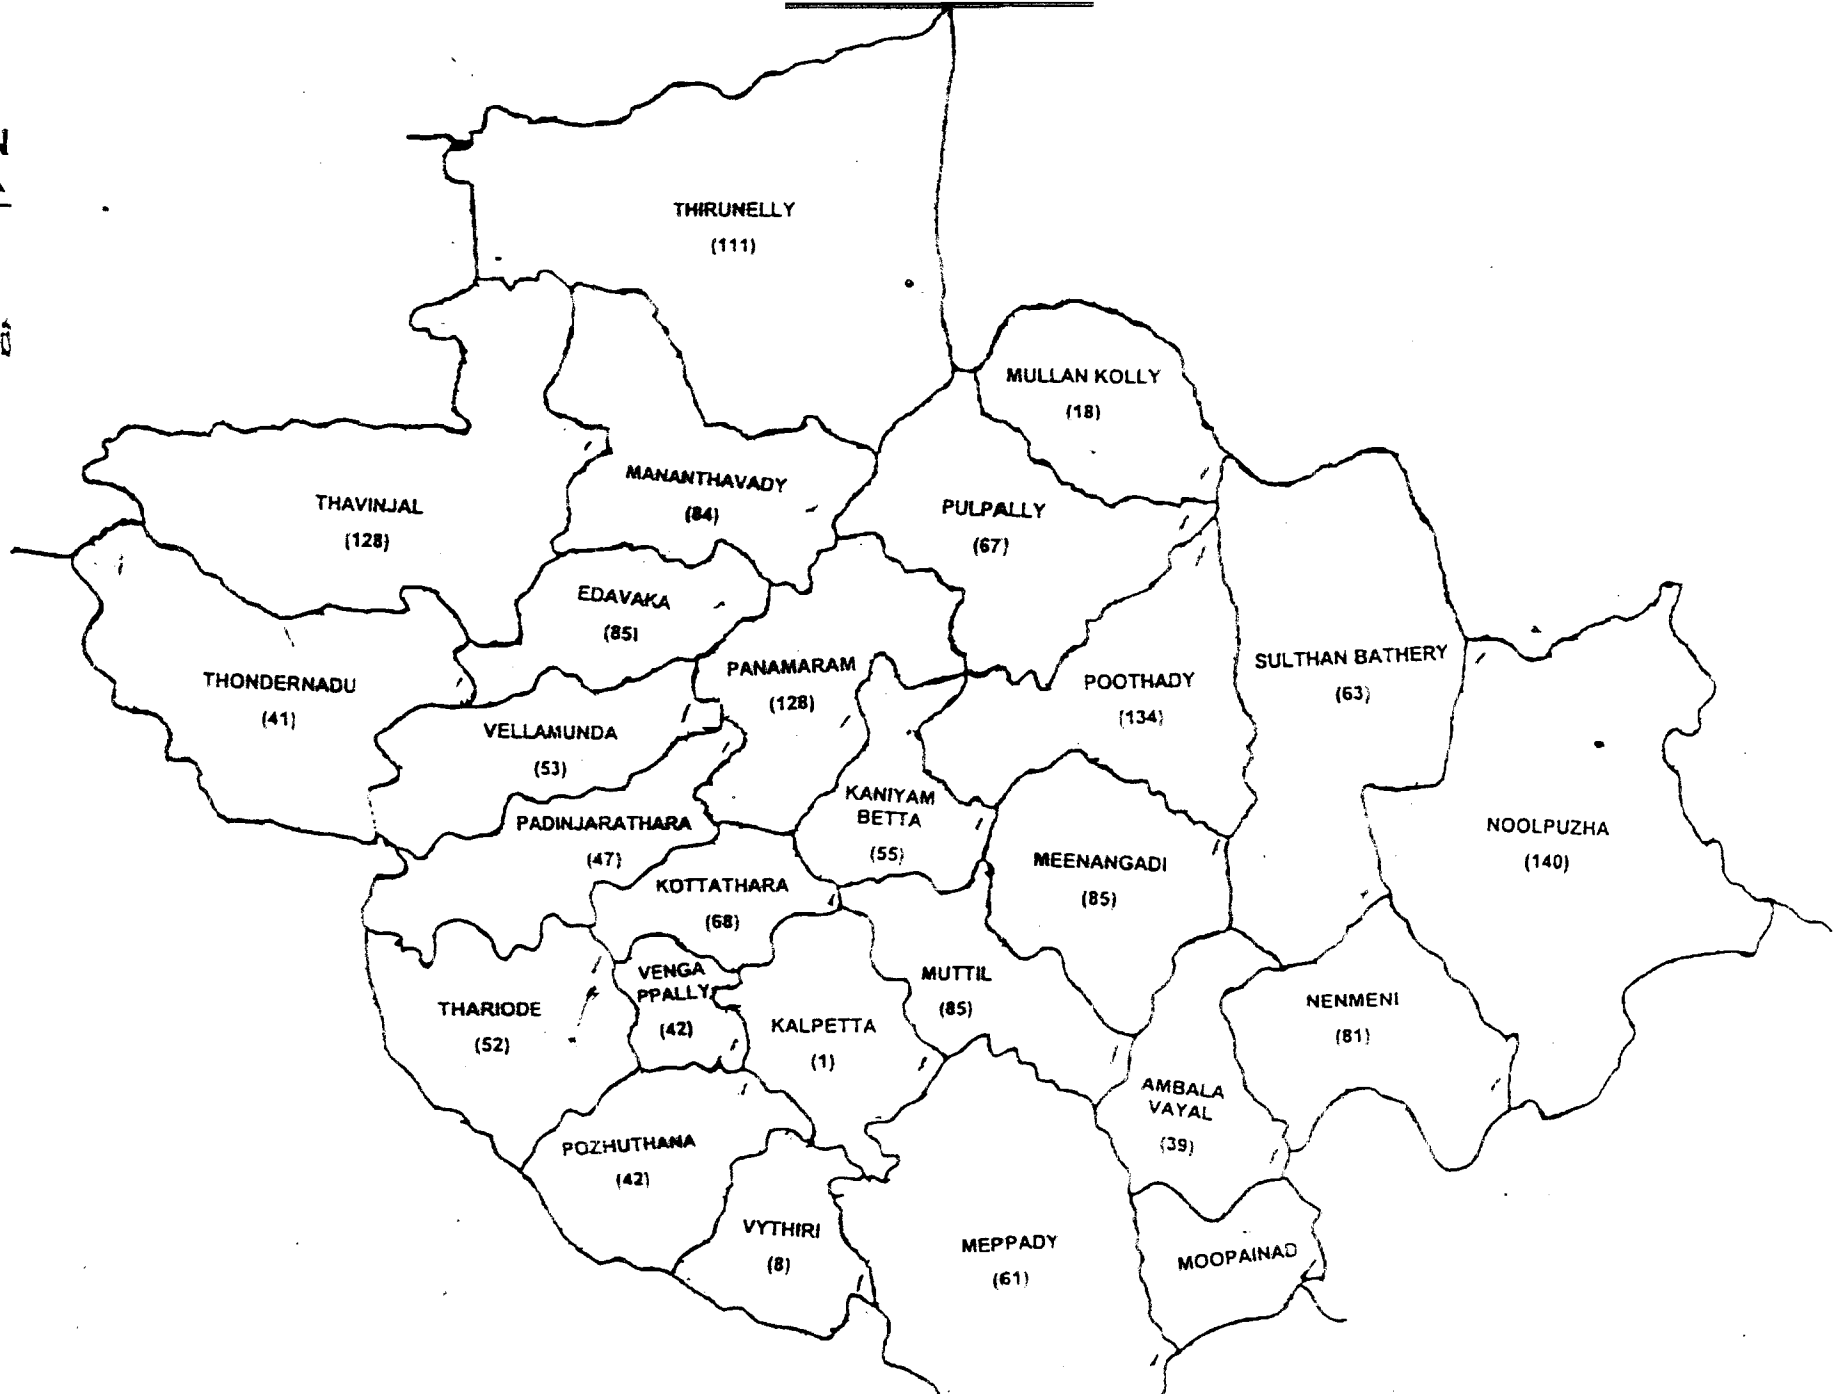 THIRUNELLY
(111)
MULLAN KOLLY
(18)
MANANTHAVADY
(84)
THAVINJAL
(128)
PULPALLY
(67)
EDAVAKA
(85)
SULTHAN BATHERY
(63)
PANAMARAM
(128)
POOTHADY
(134)
THONDERNADU
(41)
VELLAMUNDA
(53)
KANIYAM
BETTA
(55)
PADINJARATHARA
(47)
NOOLPUZHA
(140)
MEENANGADI
(85)
KOTTATHARA
(68)
VENGA
PPALLY
(42)
MUTTIL
(85)
THARIODE
(52)
NENMENI
(81)
KALPETTA
(1)
AMBALA
VAYAL
(39)
POZHUTHANA
(42)
VYTHIRI
(8)
MEPPADY
(61)
MOOPAINAD